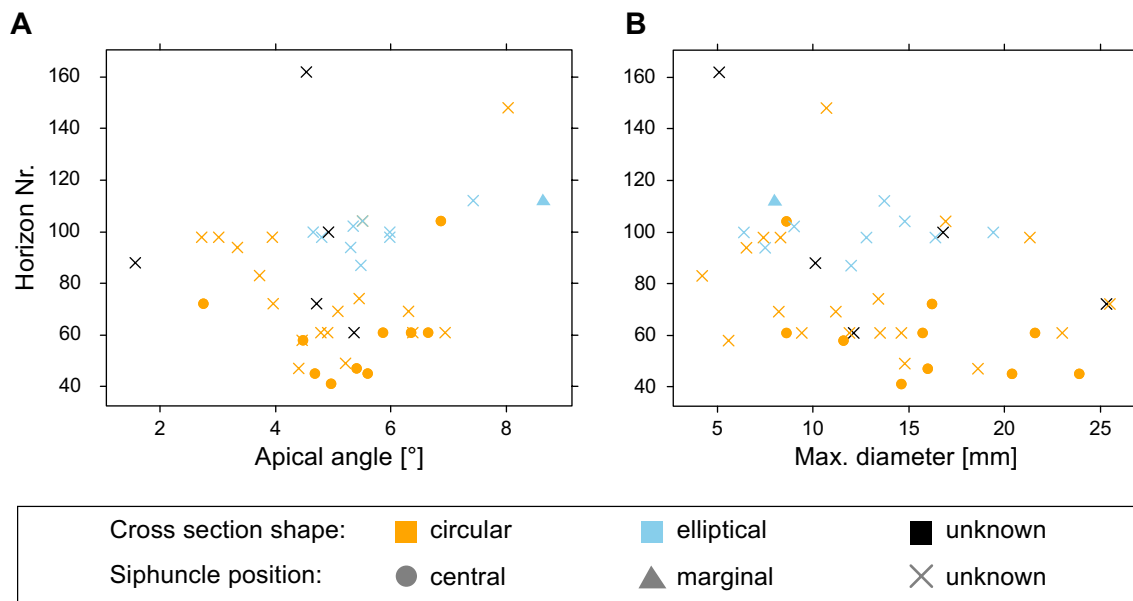 A
B
Horizon Nr.
160
140
120
100
80
60
40
2 4 6 8
Apical angle [°]
160
140
120
100
80
60
40
5 10 15 20 25
Max. diameter [mm]
Cross section shape: circular elliptical unknown
Siphuncle position: central marginal unknown